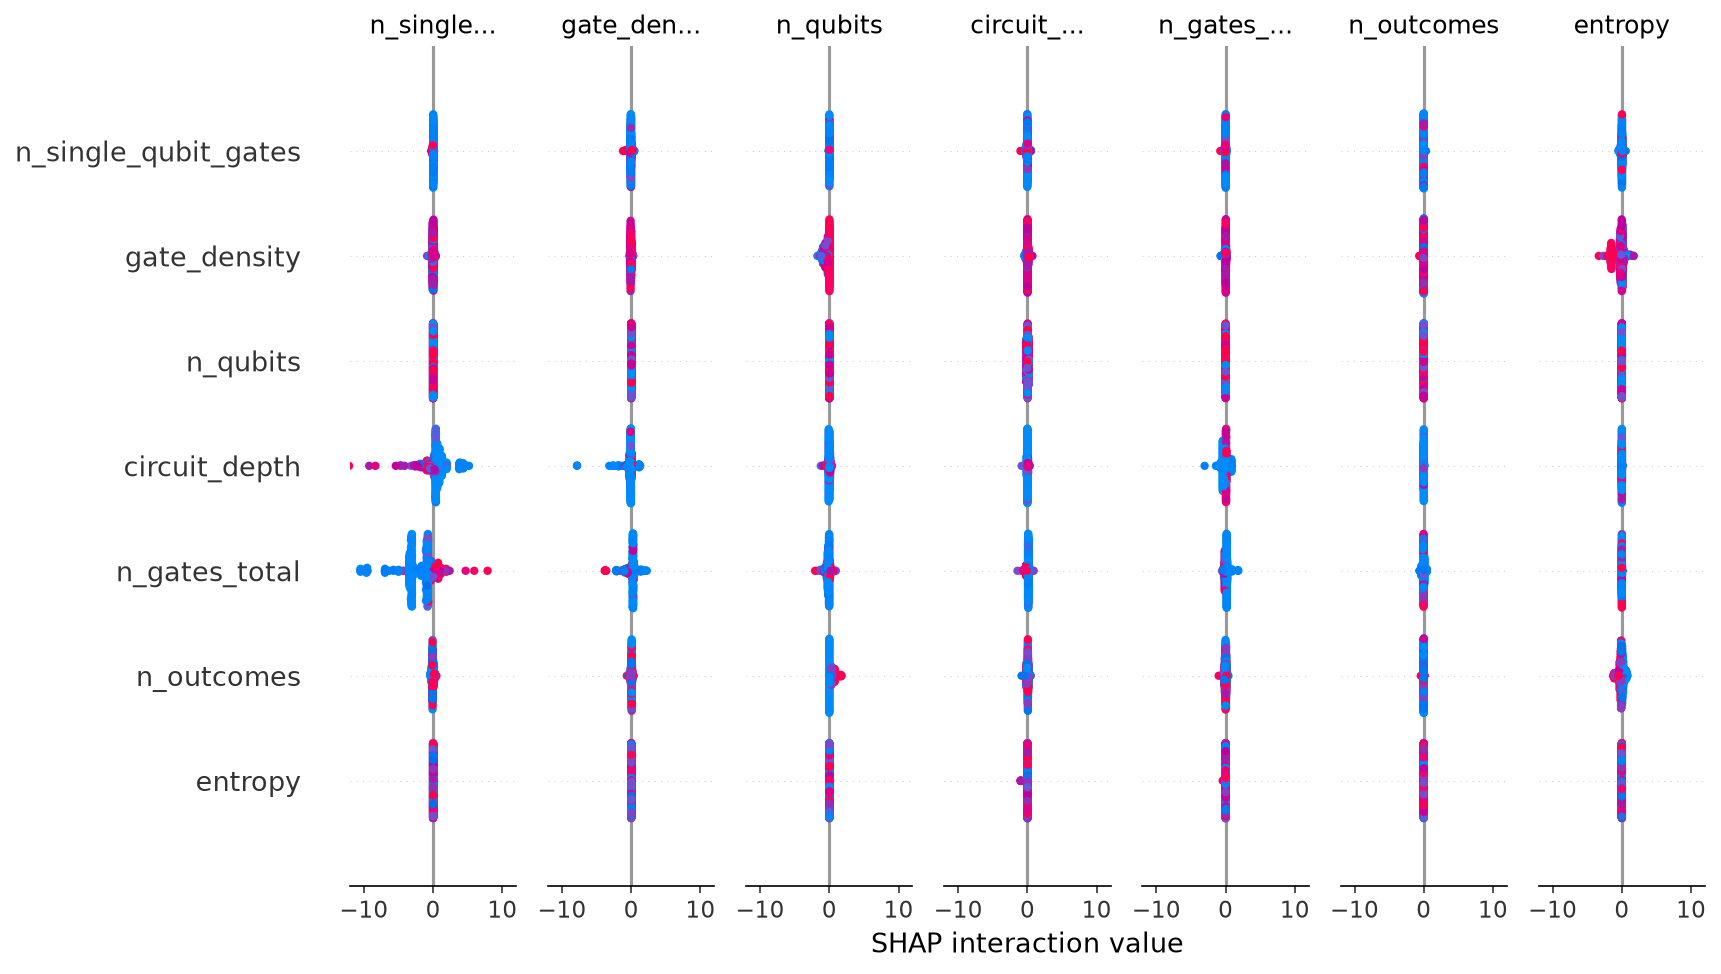 n_single... gate_den... n_qubits circuit_... n_gates_... n_outcomes entropy
n_single_qubit_gates
gate_density
n_qubits
circuit_depth
n_gates_total
n_outcomes
entropy
−10 0 10 −10 0 10 −10 0 10 −10 0 10 −10 0 10 −10 0 10 −10 0 10
SHAP interaction value